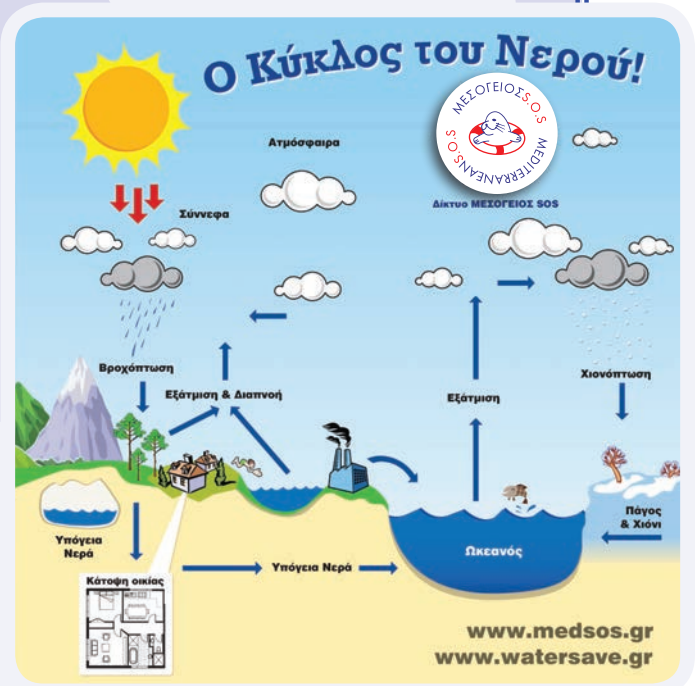 Ο Κύκλος του Νερού!
ΜΕΣΟΓΕΙΟΣ S.O.S
MEDITERRANEAN S.O.S.
Ατμόσφαιρα
Δίκτυο ΜΕΣΟΓΕΙΟΣ SOS
Σύννεφα
Βροχόπτωση
Χιονόπτωση
Εξάτμιση & Διαπνοή
Εξάτμιση
Πάγος
& Χιόνι
Υπόγεια
Νερά
Ωκεανός
Υπόγεια Νερά
Κάτοψη οικίας
www.medsos.gr
www.watersave.gr